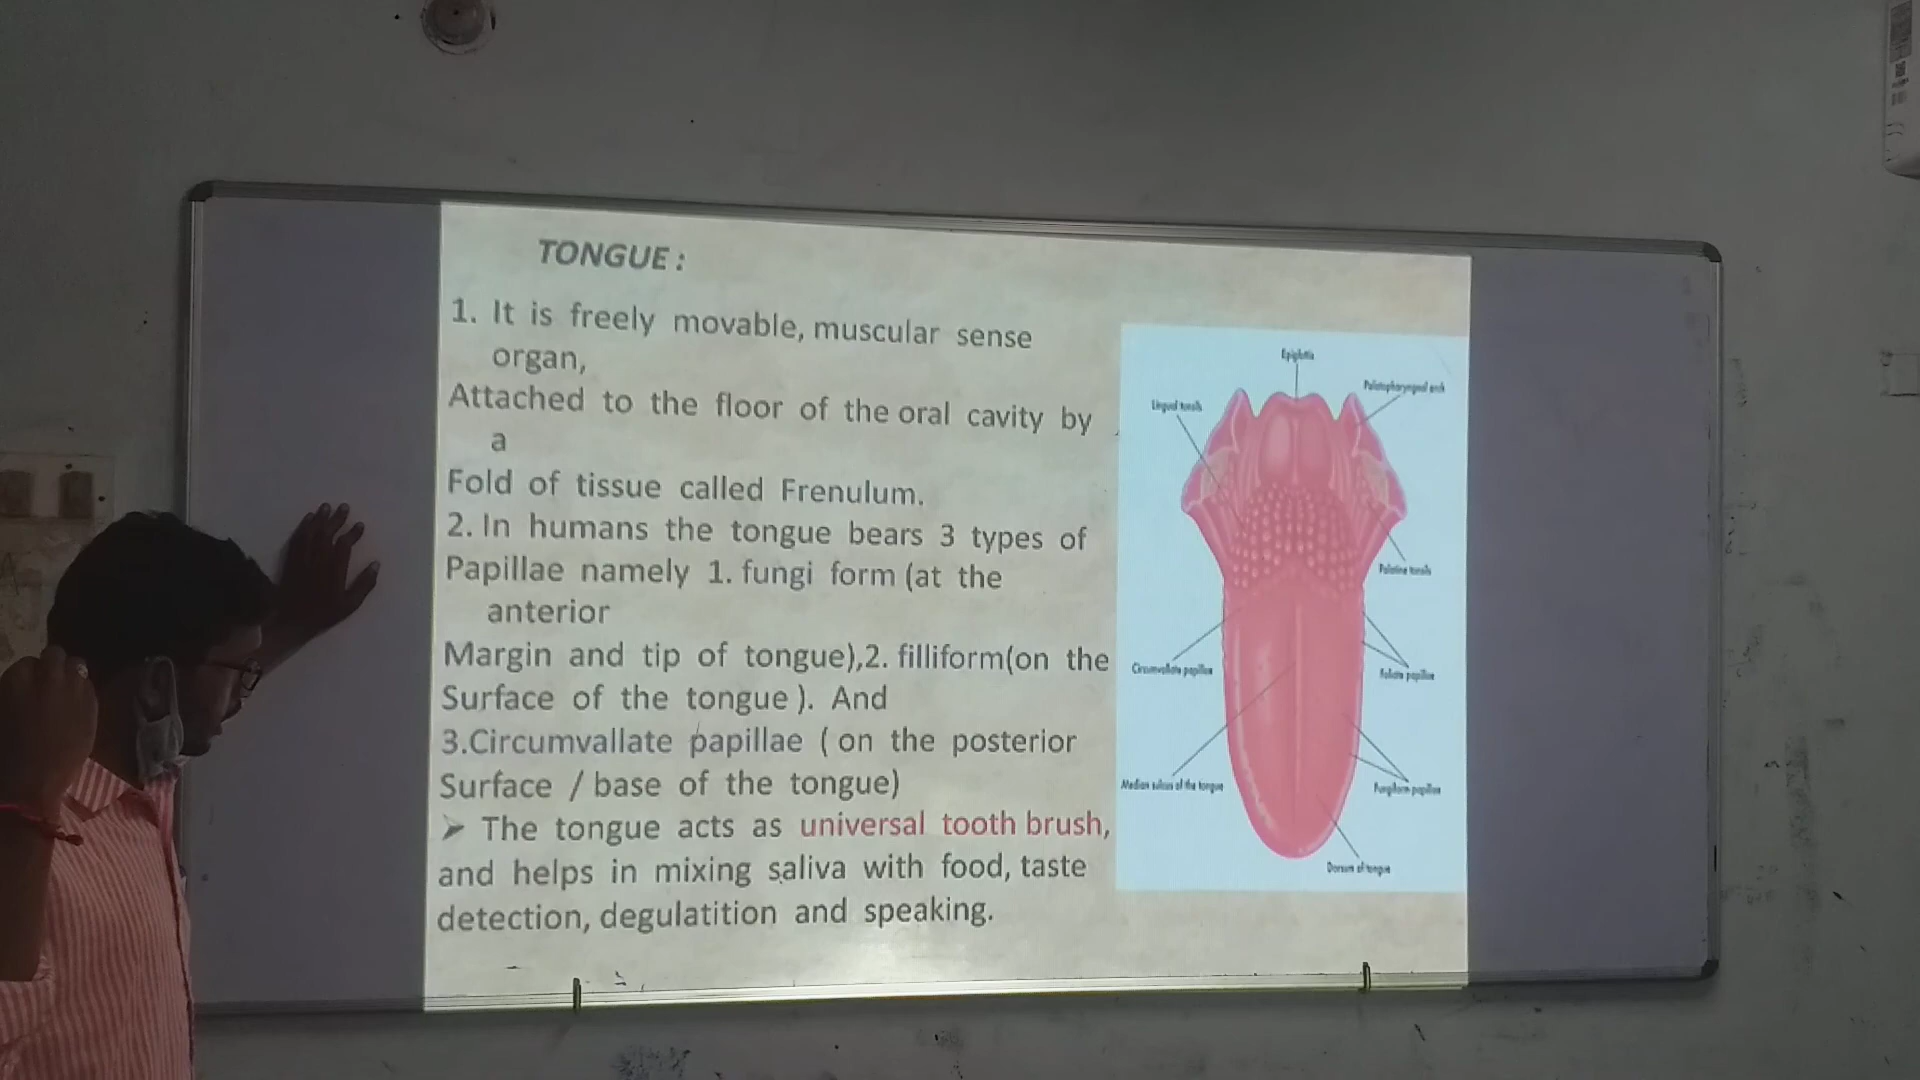 TONGUE :
1. It is freely movable, muscular sense
organ,
Attached to the floor of the oral cavity by
a
Fold of tissue called Frenulum.
2. In humans the tongue bears 3 types of
Papillae namely 1. fungi form (at the
anterior
Margin and tip of tongue),2. filliform(on the
Surface of the tongue ). And
3.Circumvallate papillae ( on the posterior
Surface / base of the tongue)
➢ The tongue acts as universal tooth brush,
and helps in mixing saliva with food, taste
detection, degulatition and speaking.
Epiglottis
Palatopharyngeal arch
Lingual tonsils
Palatine tonsils
Circumvallate papillae
Foliate papillae
Median sulcus of the tongue
Fungiform papillae
Dorsum of tongue